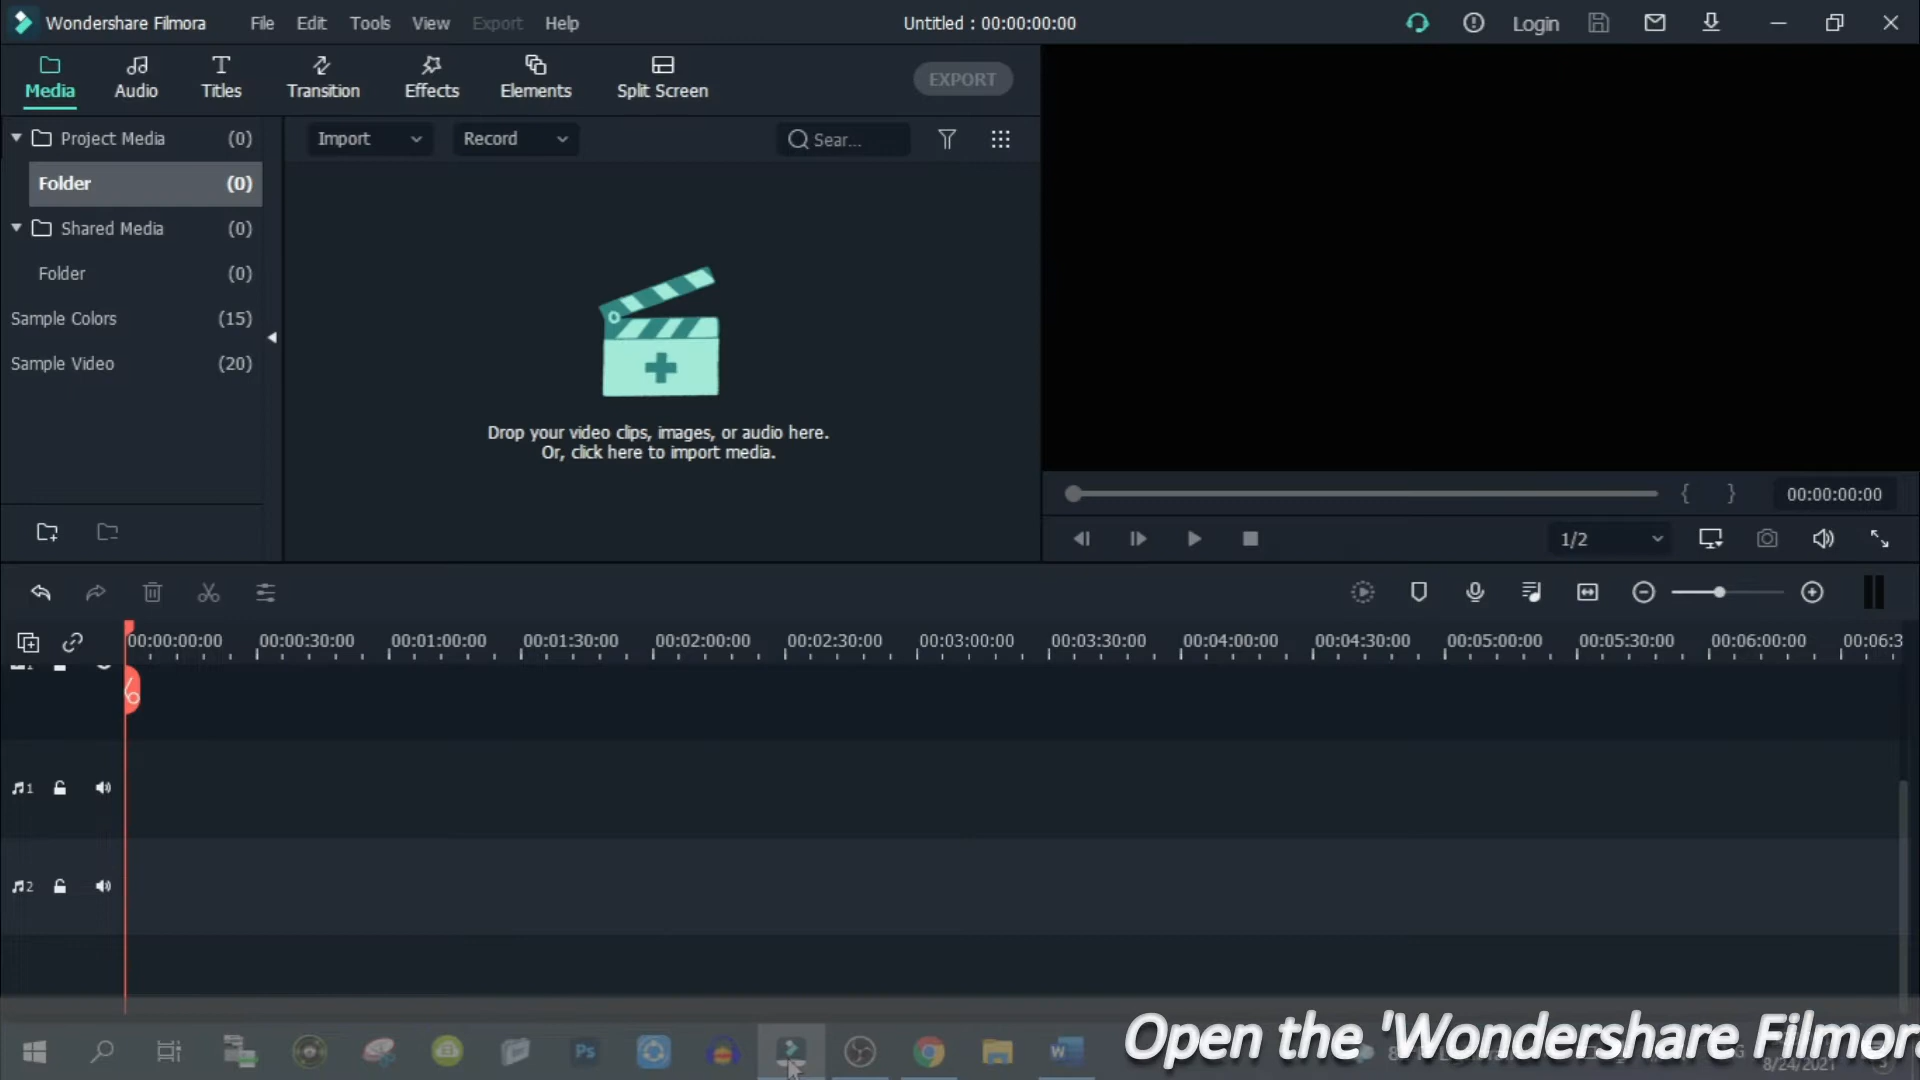 Wondershare Filmora File Edit Tools View Export Help Untitled : 00:00:00:00 Login
Media Audio Titles Transition Effects Elements Split Screen EXPORT
Project Media (0)
Import Record Sear...
Folder (0)
Shared Media (0)
Folder (0)
Sample Colors (15)
Sample Video (20)
Drop your video clips, images, or audio here.
Or, click here to import media.
{ } 00:00:00:00
1/2
00:00:00:00 00:00:30:00 00:01:00:00 00:01:30:00 00:02:00:00 00:02:30:00 00:03:00:00 00:03:30:00 00:04:00:00 00:04:30:00 00:05:00:00 00:05:30:00 00:06:00:00 00:06:3
1
2
Ps
W
Open the 'Wondershare Filmora
8/24/2021